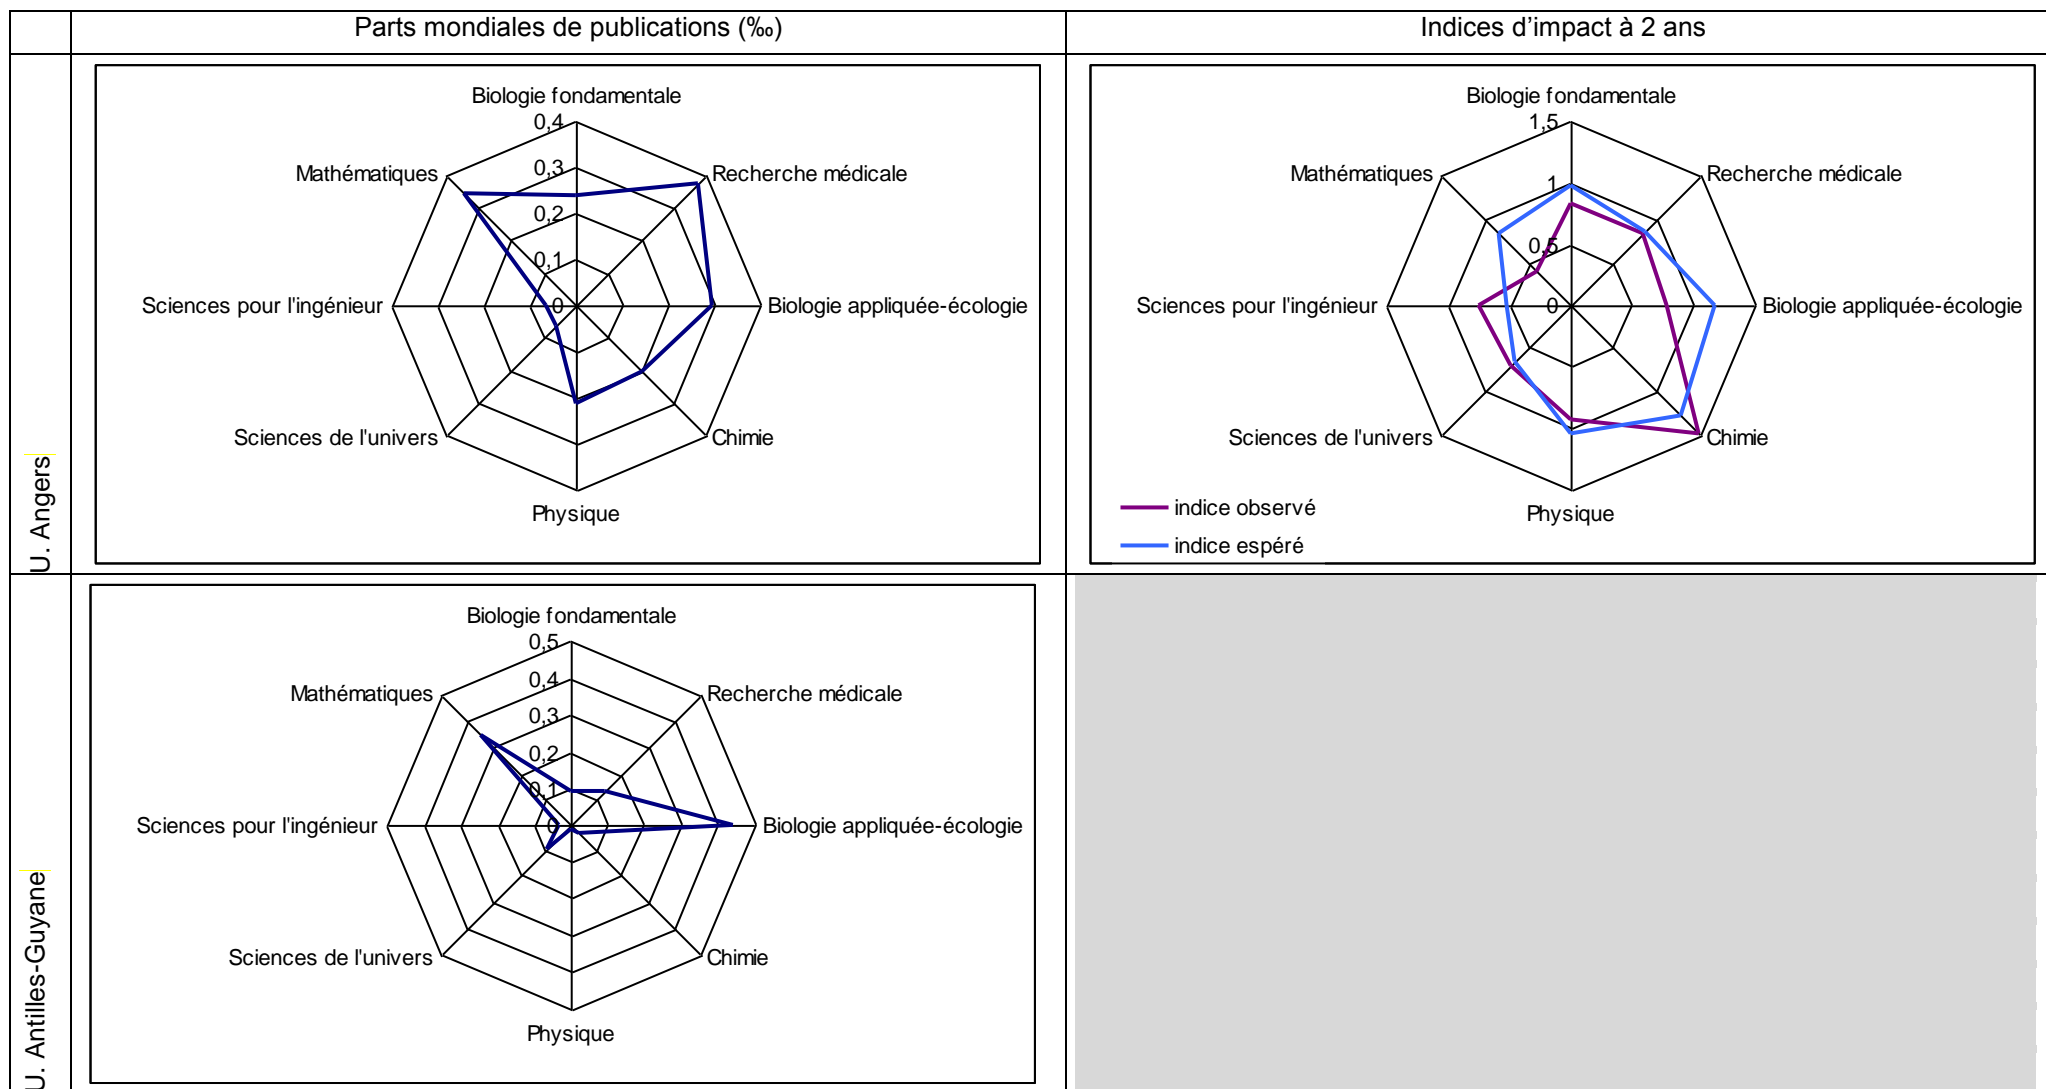 Parts mondiales de publications (‰)
Indices d'impact à 2 ans
U. Angers
Biologie fondamentale
0,4
0,3
0,2
0,1
0
Mathématiques
Recherche médicale
Sciences pour l'ingénieur
Biologie appliquée-écologie
Sciences de l'univers
Chimie
Physique
Biologie fondamentale
1,5
1
0,5
0
Mathématiques
Recherche médicale
Sciences pour l'ingénieur
Biologie appliquée-écologie
Sciences de l'univers
Chimie
Physique
indice observé
indice espéré
U. Antilles-Guyane
Biologie fondamentale
0,5
0,4
0,3
0,2
0,1
0
Mathématiques
Recherche médicale
Sciences pour l'ingénieur
Biologie appliquée-écologie
Sciences de l'univers
Chimie
Physique